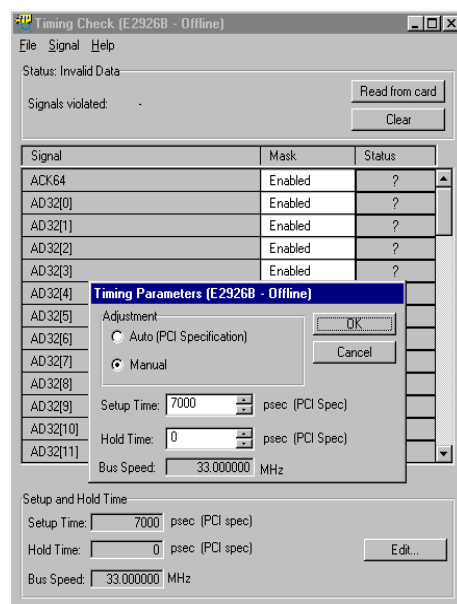 Timing Check (E2926B - Offline)
File Signal Help
Status: Invalid Data
Read from card
Signals violated: -
Clear
Signal Mask Status
ACK64 Enabled ?
AD32[0] Enabled ?
AD32[1] Enabled ?
AD32[2] Enabled ?
AD32[3] Enabled ?
AD32[4]
Timing Parameters (E2926B - Offline)
AD32[5]
Adjustment
OK
AD32[6]
Auto (PCI Specification)
Cancel
AD32[7]
Manual
AD32[8]
AD32[9]
Setup Time: 7000 psec (PCI Spec)
AD32[10]
Hold Time: 0 psec (PCI Spec)
AD32[11]
Bus Speed: 33.000000 MHz
Setup and Hold Time
Setup Time: 7000 psec (PCI spec)
Hold Time: 0 psec (PCI spec)
Edit...
Bus Speed: 33.000000 MHz